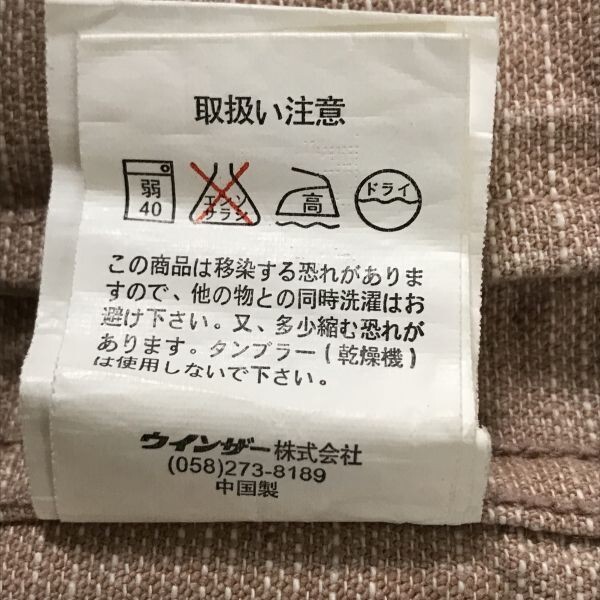 取扱い注意
弱
40
エンソ
サラシ
高
ドライ
この商品は移染する恐れがありま
すので、他の物との同時洗濯はお
避け下さい。又、多少縮む恐れが
あります。タンプラー(乾燥機)
は使用しないで下さい。
ウインザー株式会社
(058)273-8189
中国製